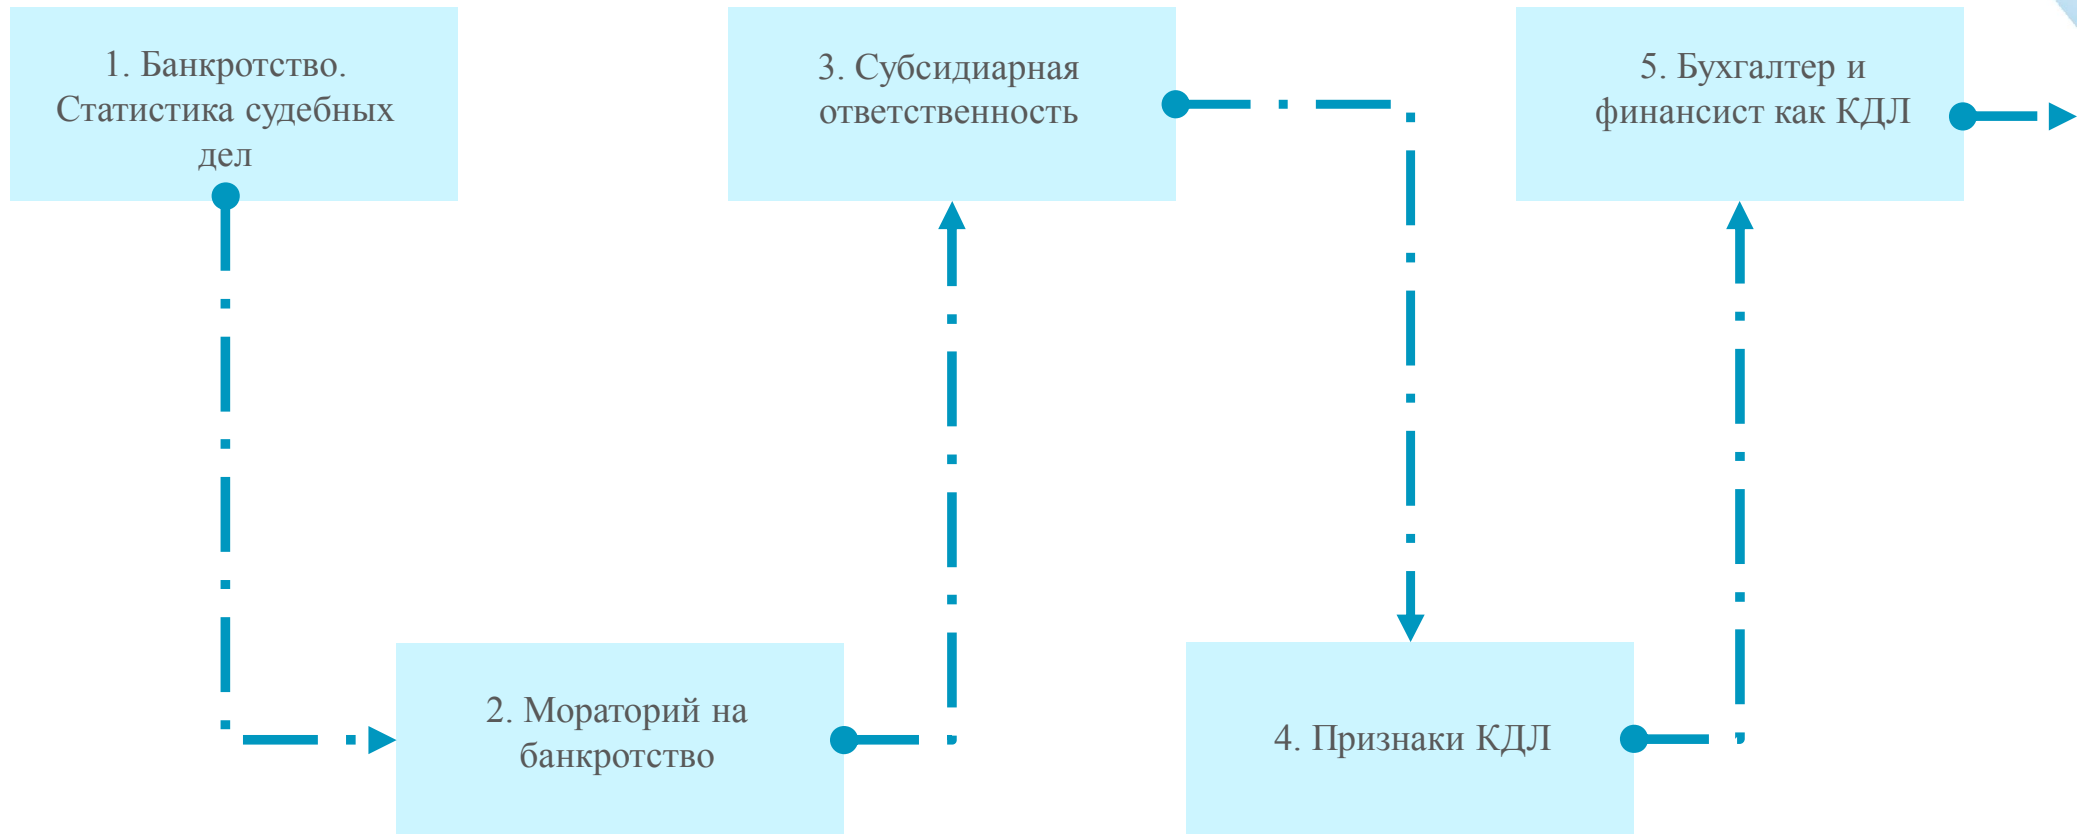 1. Банкротство.
Статистика судебных
дел
2. Мораторий на
банкротство
3. Субсидиарная
ответственность
4. Признаки КДЛ
5. Бухгалтер и
финансист как КДЛ